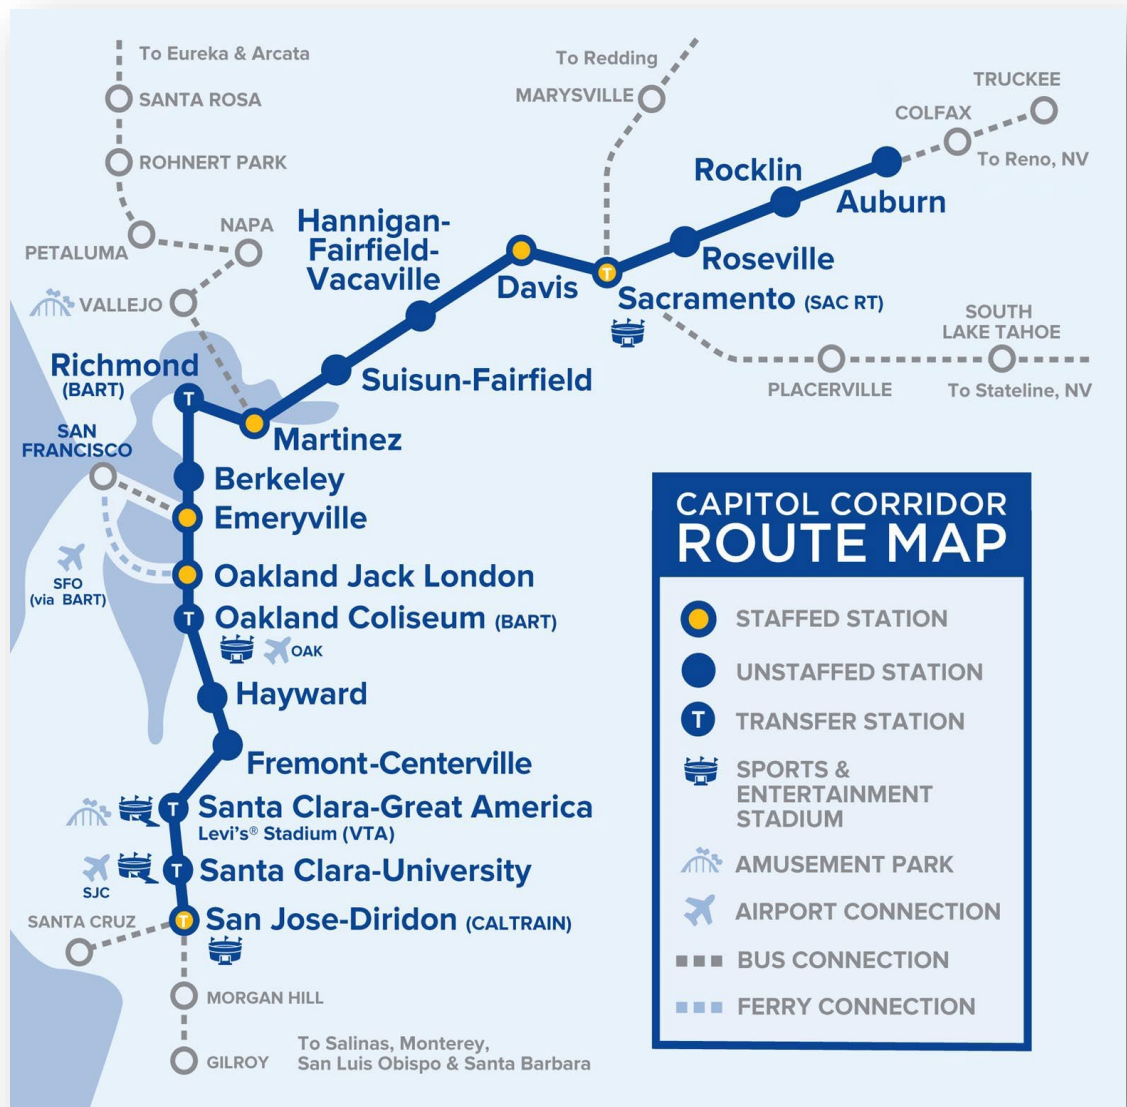 To Eureka & Arcata
SANTA ROSA
ROHNERT PARK
PETALUMA
NAPA
VALLEJO
To Redding
MARYSVILLE
TRUCKEE
COLFAX
To Reno, NV
Rocklin
Auburn
Hannigan-
Fairfield-
Vacaville
Davis
Roseville
T
Sacramento (SAC RT)
SOUTH
LAKE TAHOE
PLACERVILLE
To Stateline, NV
Richmond
(BART)
T
Suisun-Fairfield
Martinez
SAN
FRANCISCO
Berkeley
Emeryville
SFO
(via BART)
Oakland Jack London
T
Oakland Coliseum (BART)
OAK
Hayward
Fremont-Centerville
T
Santa Clara-Great America
Levi's® Stadium (VTA)
T
Santa Clara-University
SJC
SANTA CRUZ
T
San Jose-Diridon (CALTRAIN)
MORGAN HILL
GILROY
To Salinas, Monterey,
San Luis Obispo & Santa Barbara
CAPITOL CORRIDOR
ROUTE MAP
STAFFED STATION
UNSTAFFED STATION
T
TRANSFER STATION
SPORTS &
ENTERTAINMENT
STADIUM
AMUSEMENT PARK
AIRPORT CONNECTION
BUS CONNECTION
FERRY CONNECTION